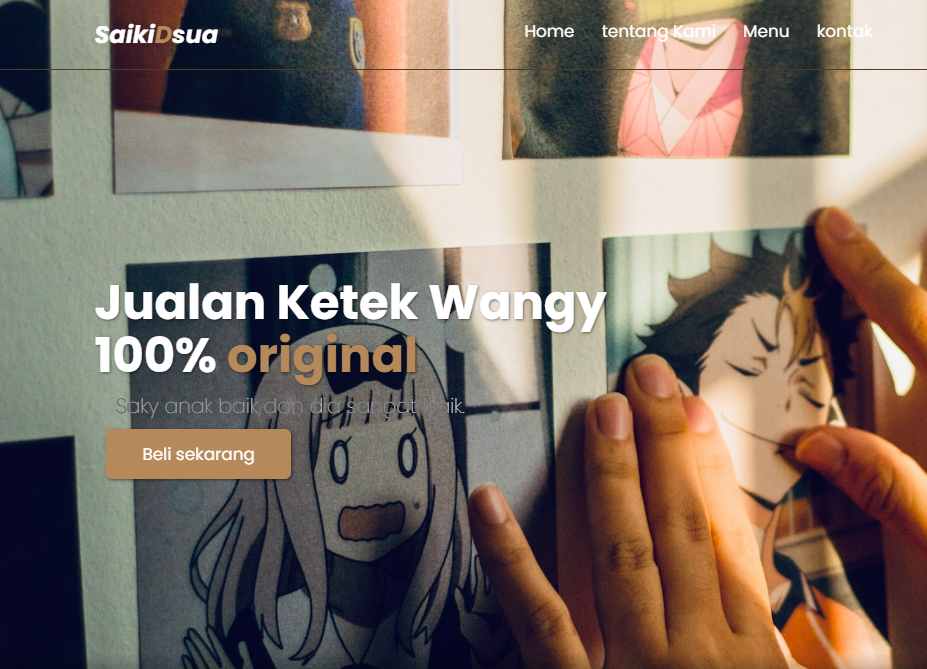 SaikiDsua
Home tentang Kami Menu kontak
Jualan Ketek Wangy
100% original
Saky anak baik dan dia sangat baik.
Beli sekarang